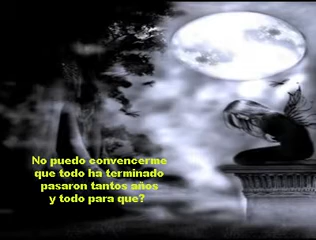 No puedo convencerme
que todo ha terminado
pasaron tantos años
y todo para que?